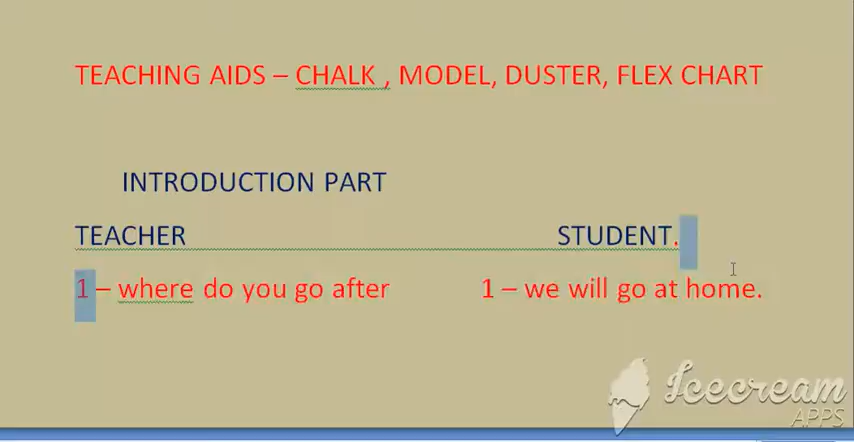 TEACHING AIDS – CHALK , MODEL, DUSTER, FLEX CHART
INTRODUCTION PART
TEACHER STUDENT.
1 – where do you go after 1 – we will go at home.
Icecream
APPS